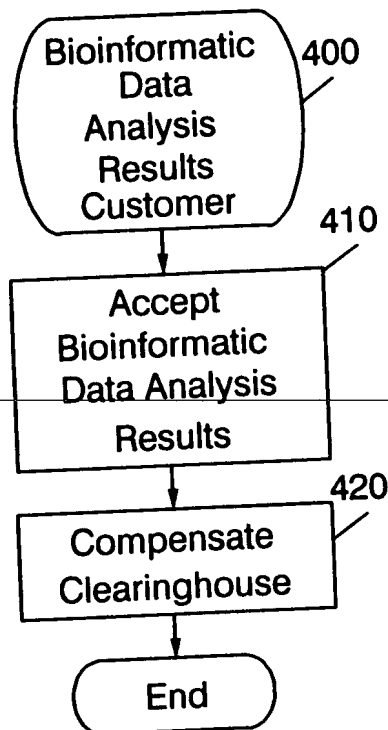 Bioinformatic
Data
Analysis
Results
Customer
400
410
Accept
Bioinformatic
Data Analysis
Results
420
Compensate
Clearinghouse
End